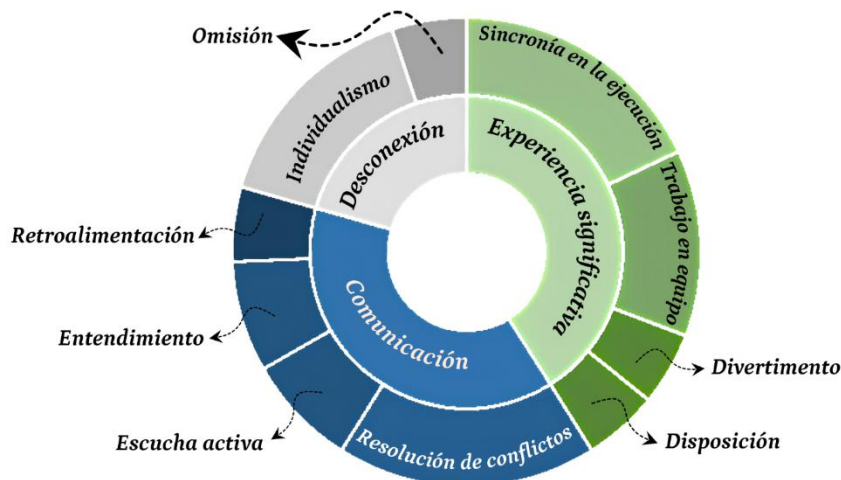 Omisión
Sincronía en la ejecución
Individualismo
Desconexión
Experiencia significativa
Trabajo en equipo
Retroalimentación
Comunicación
Entendimiento
Divertimento
Escucha activa
Resolución de conflictos
Disposición